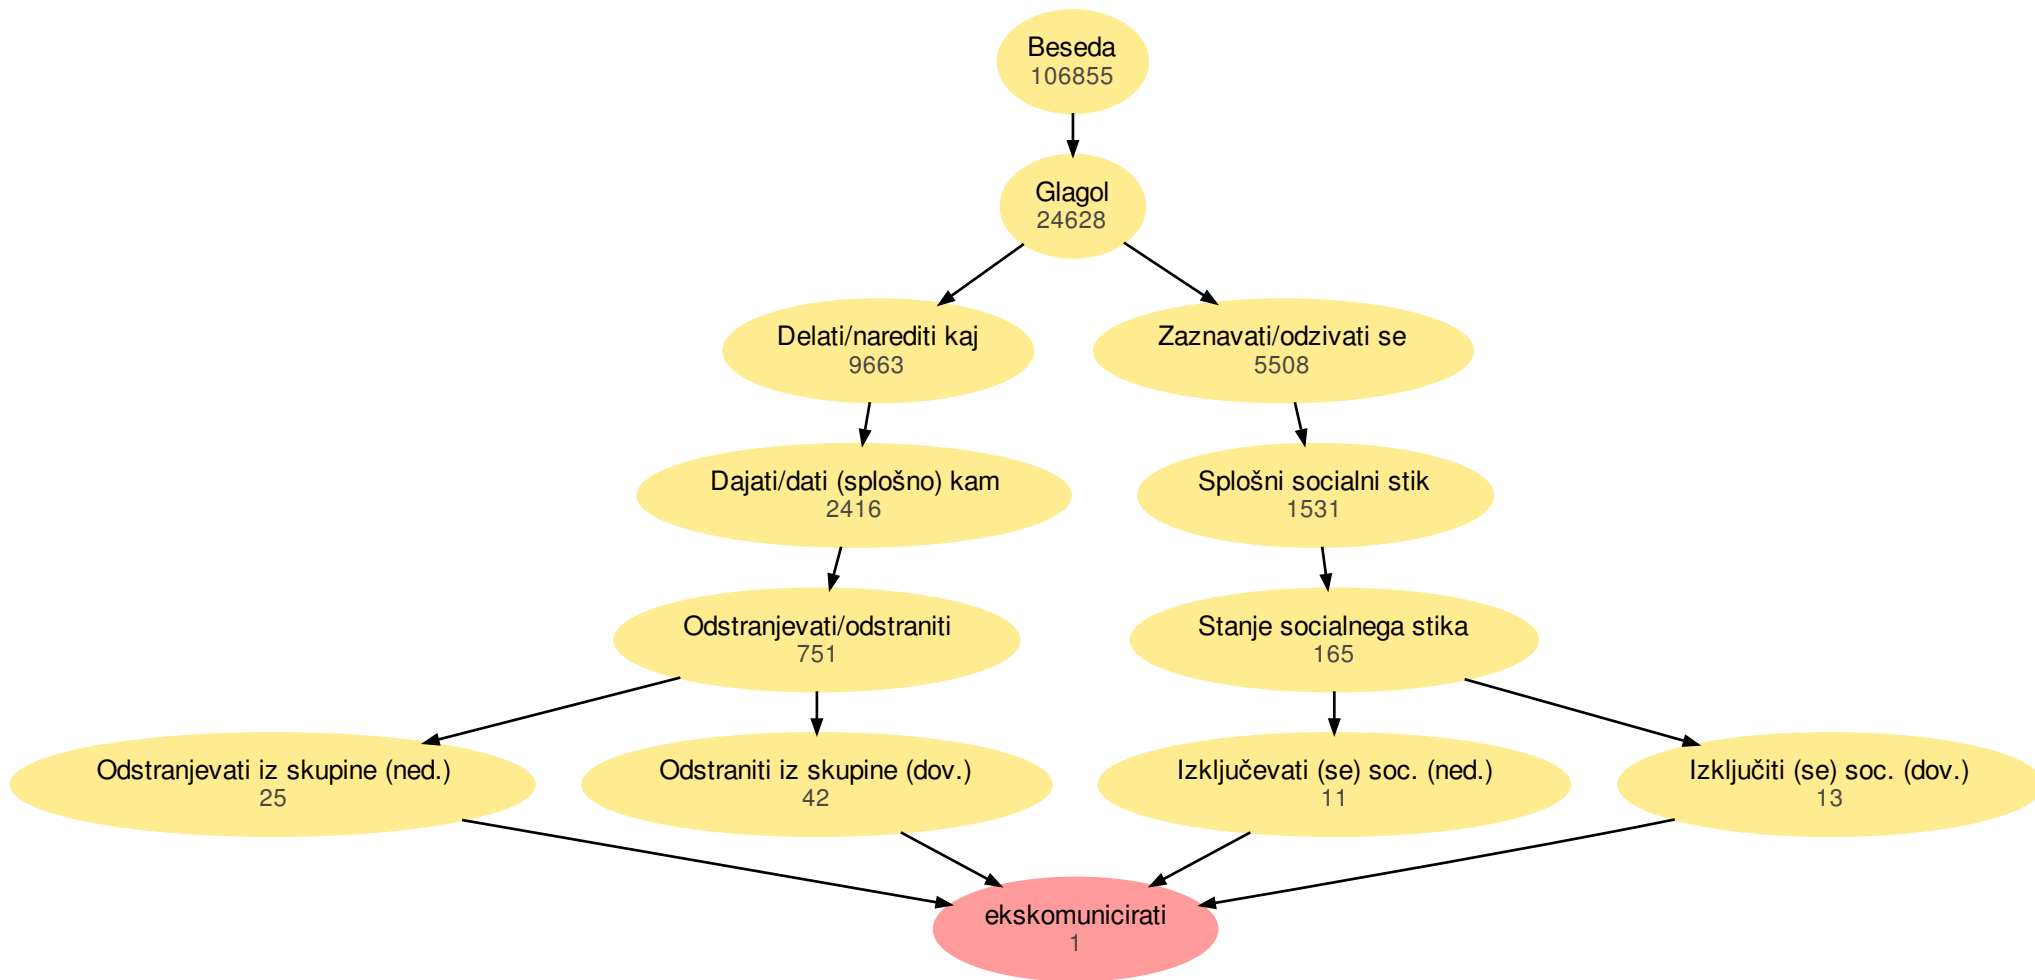 Beseda
106855
Glagol
24628
Delati/narediti kaj
9663
Zaznavati/odzivati se
5508
Dajati/dati (splošno) kam
2416
Splošni socialni stik
1531
Odstranjevati/odstraniti
751
Stanje socialnega stika
165
Odstranjevati iz skupine (ned.)
25
Odstraniti iz skupine (dov.)
42
Izključevati (se) soc. (ned.)
11
Izključiti (se) soc. (dov.)
13
ekskomunicirati
1